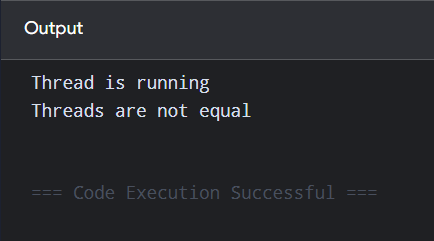 Output
Thread is running
Threads are not equal
=== Code Execution Successful ===